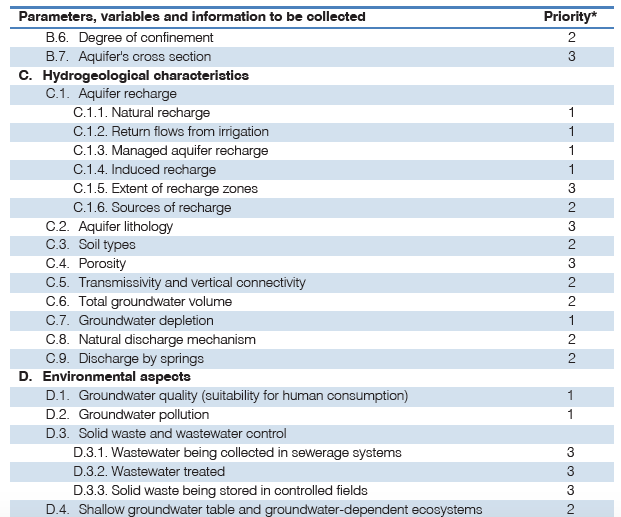 Parameters, variables and information to be collected Priority*
B.6. Degree of confinement 2
B.7. Aquifer's cross section 3
C. Hydrogeological characteristics
C.1. Aquifer recharge
C.1.1. Natural recharge 1
C.1.2. Return flows from irrigation 1
C.1.3. Managed aquifer recharge 1
C.1.4. Induced recharge 1
C.1.5. Extent of recharge zones 3
C.1.6. Sources of recharge 2
C.2. Aquifer lithology 3
C.3. Soil types 2
C.4. Porosity 3
C.5. Transmissivity and vertical connectivity 2
C.6. Total groundwater volume 2
C.7. Groundwater depletion 1
C.8. Natural discharge mechanism 2
C.9. Discharge by springs 2
D. Environmental aspects
D.1. Groundwater quality (suitability for human consumption) 1
D.2. Groundwater pollution 1
D.3. Solid waste and wastewater control
D.3.1. Wastewater being collected in sewerage systems 3
D.3.2. Wastewater treated 3
D.3.3. Solid waste being stored in controlled fields 3
D.4. Shallow groundwater table and groundwater-dependent ecosystems 2